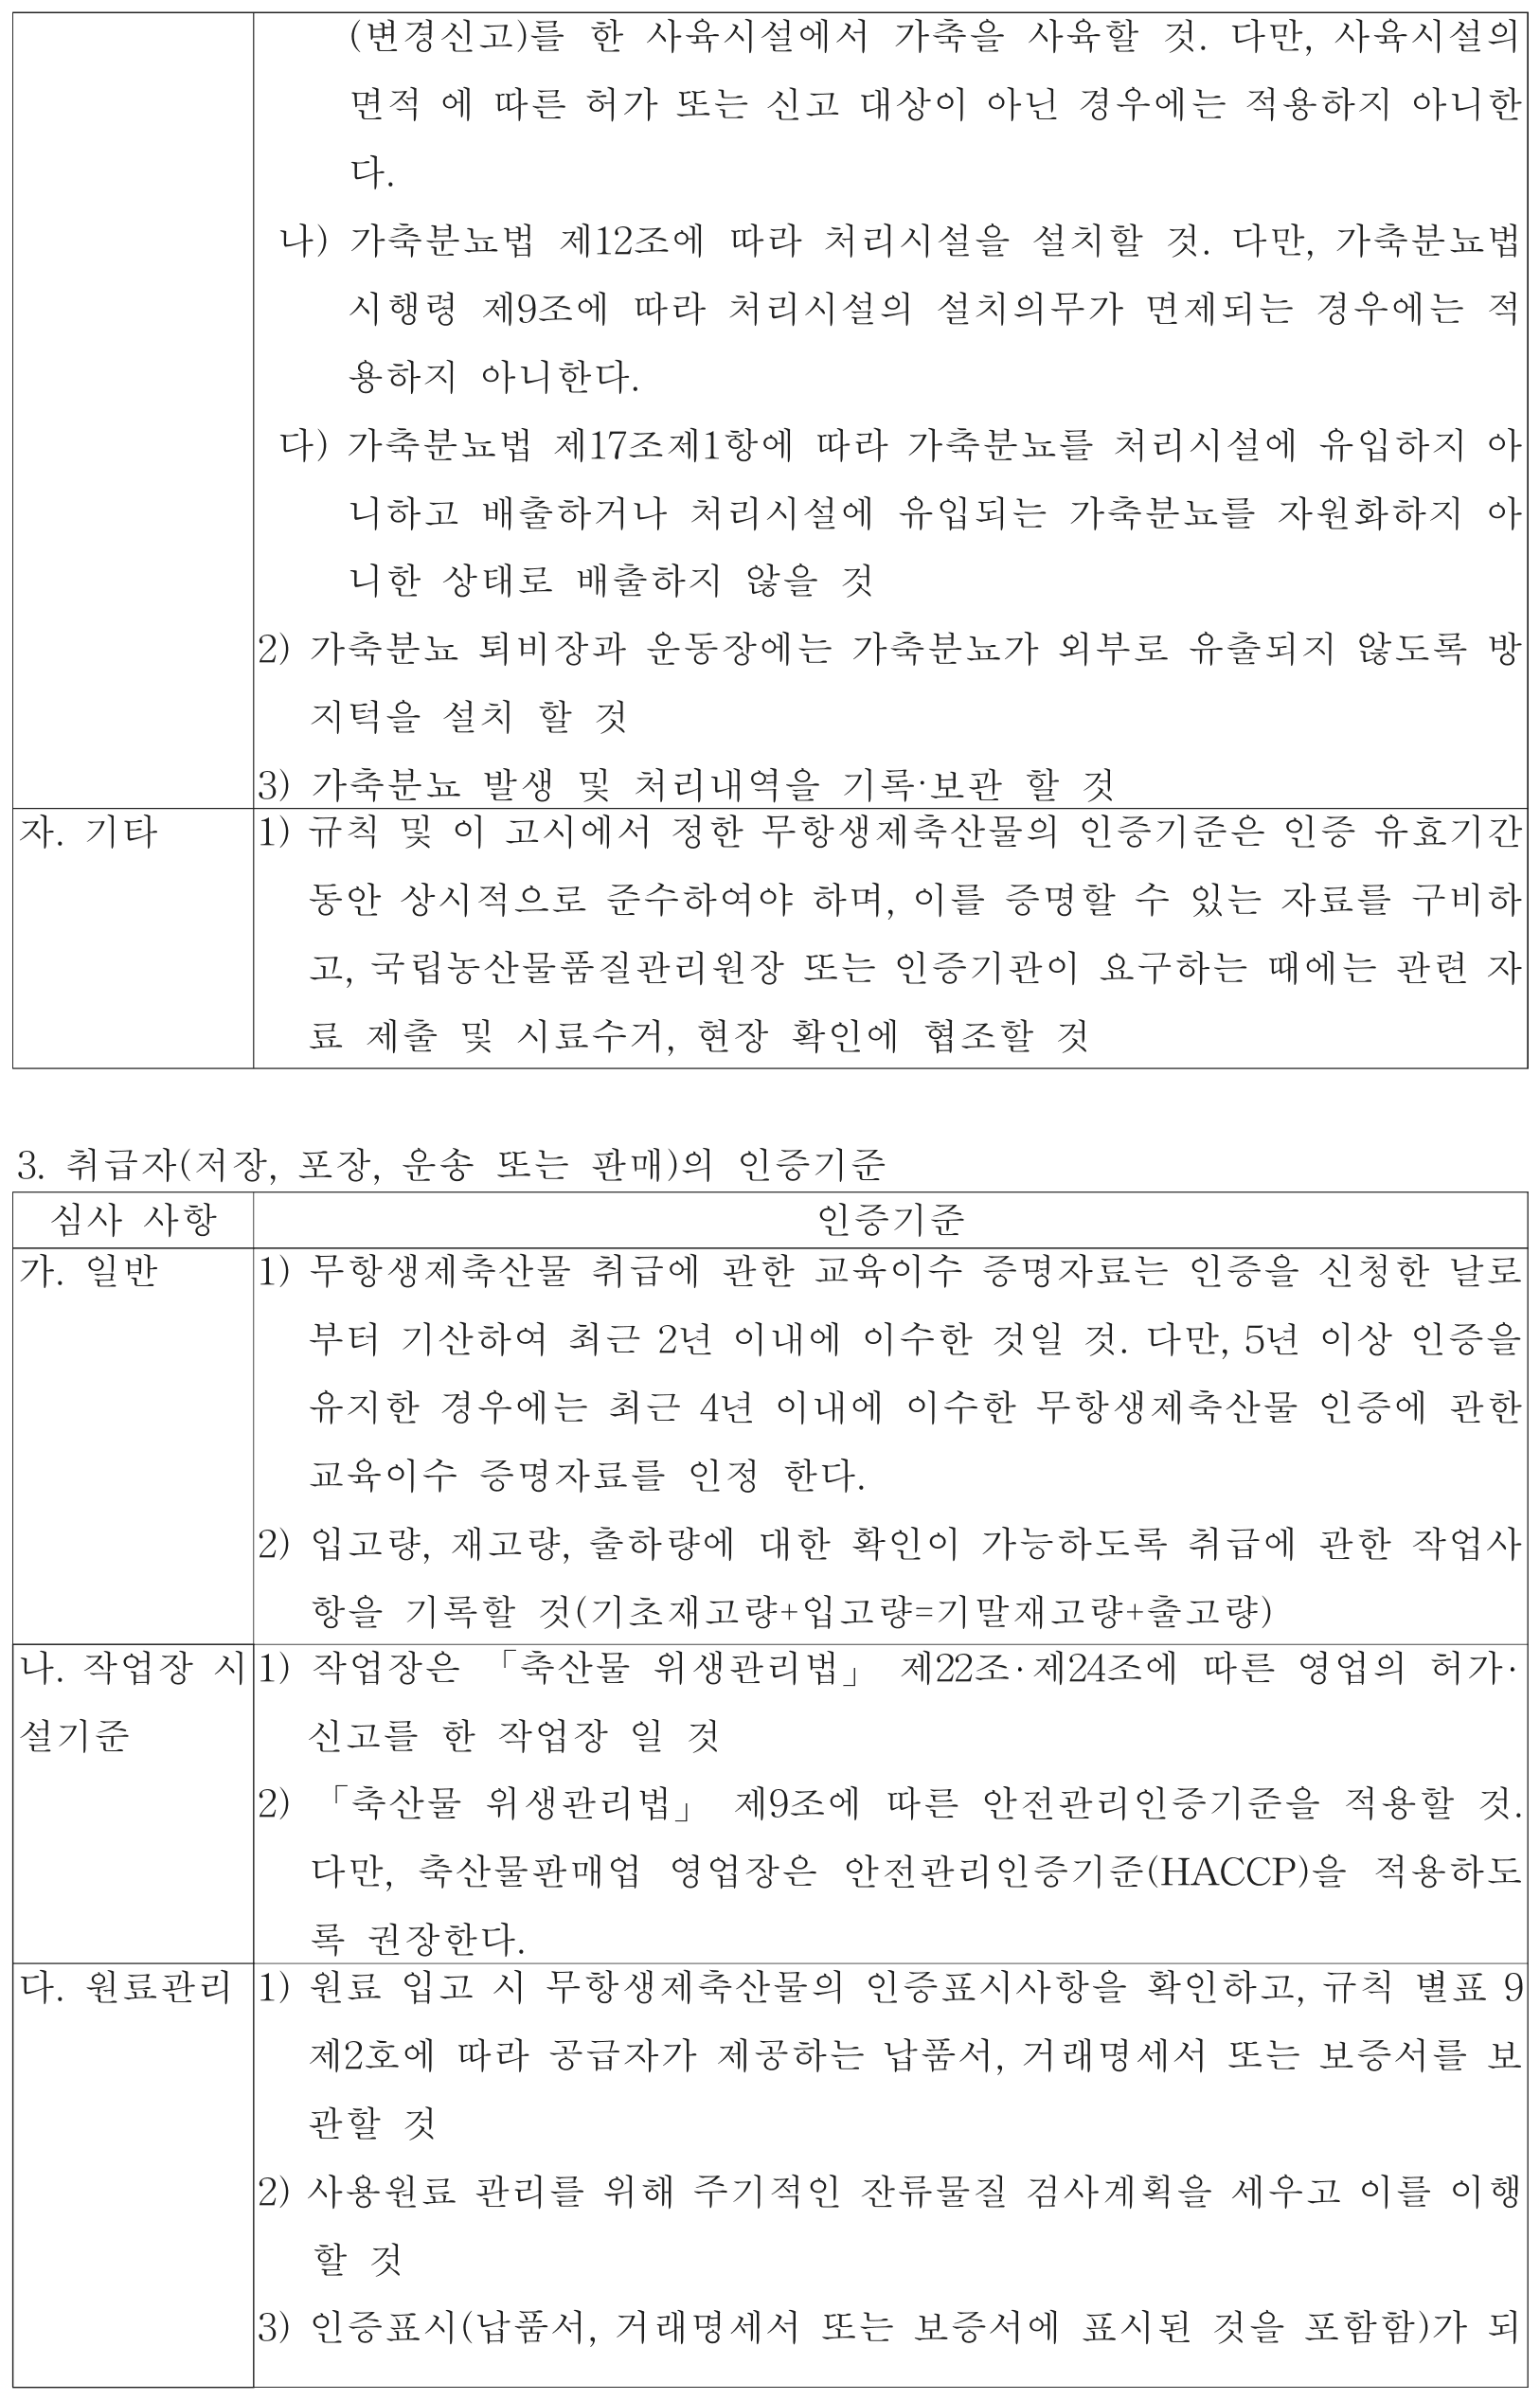 (변경신고)를 한 사육시설에서 가축을 사육할 것. 다만, 사육시설의
면적 에 따른 허가 또는 신고 대상이 아닌 경우에는 적용하지 아니한
다.
나) 가축분뇨법 제12조에 따라 처리시설을 설치할 것. 다만, 가축분뇨법
시행령 제9조에 따라 처리시설의 설치의무가 면제되는 경우에는 적
용하지 아니한다.
다) 가축분뇨법 제17조제1항에 따라 가축분뇨를 처리시설에 유입하지 아
니하고 배출하거나 처리시설에 유입되는 가축분뇨를 자원화하지 아
니한 상태로 배출하지 않을 것
2) 가축분뇨 퇴비장과 운동장에는 가축분뇨가 외부로 유출되지 않도록 방
지턱을 설치 할 것
3) 가축분뇨 발생 및 처리내역을 기록·보관 할 것
자. 기타
1) 규칙 및 이 고시에서 정한 무항생제축산물의 인증기준은 인증 유효기간
동안 상시적으로 준수하여야 하며, 이를 증명할 수 있는 자료를 구비하
고, 국립농산물품질관리원장 또는 인증기관이 요구하는 때에는 관련 자
료 제출 및 시료수거, 현장 확인에 협조할 것
3. 취급자(저장, 포장, 운송 또는 판매)의 인증기준
심사 사항
인증기준
가. 일반
1) 무항생제축산물 취급에 관한 교육이수 증명자료는 인증을 신청한 날로
부터 기산하여 최근 2년 이내에 이수한 것일 것. 다만, 5년 이상 인증을
유지한 경우에는 최근 4년 이내에 이수한 무항생제축산물 인증에 관한
교육이수 증명자료를 인정 한다.
2) 입고량, 재고량, 출하량에 대한 확인이 가능하도록 취급에 관한 작업사
항을 기록할 것(기초재고량+입고량=기말재고량+출고량)
나. 작업장 시
설기준
1) 작업장은 「축산물 위생관리법」 제22조·제24조에 따른 영업의 허가·
신고를 한 작업장 일 것
2) 「축산물 위생관리법」 제9조에 따른 안전관리인증기준을 적용할 것.
다만, 축산물판매업 영업장은 안전관리인증기준(HACCP)을 적용하도
록 권장한다.
다. 원료관리
1) 원료 입고 시 무항생제축산물의 인증표시사항을 확인하고, 규칙 별표 9
제2호에 따라 공급자가 제공하는 납품서, 거래명세서 또는 보증서를 보
관할 것
2) 사용원료 관리를 위해 주기적인 잔류물질 검사계획을 세우고 이를 이행
할 것
3) 인증표시(납품서, 거래명세서 또는 보증서에 표시된 것을 포함함)가 되